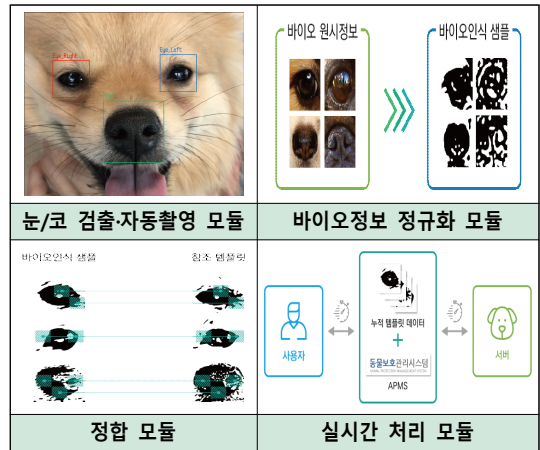 Eye_Right
Eye_Left
눈/코 검출·자동촬영 모듈
바이오 원시정보
바이오인식 샘플
바이오정보 정규화 모듈
바이오인식 샘플
참조 템플릿
정합 모듈
사용자
누적 템플릿 데이터
+
동물보호관리시스템
ANIMAL PROTECTION MANAGEMENT SYSTEM
APMS
서버
실시간 처리 모듈